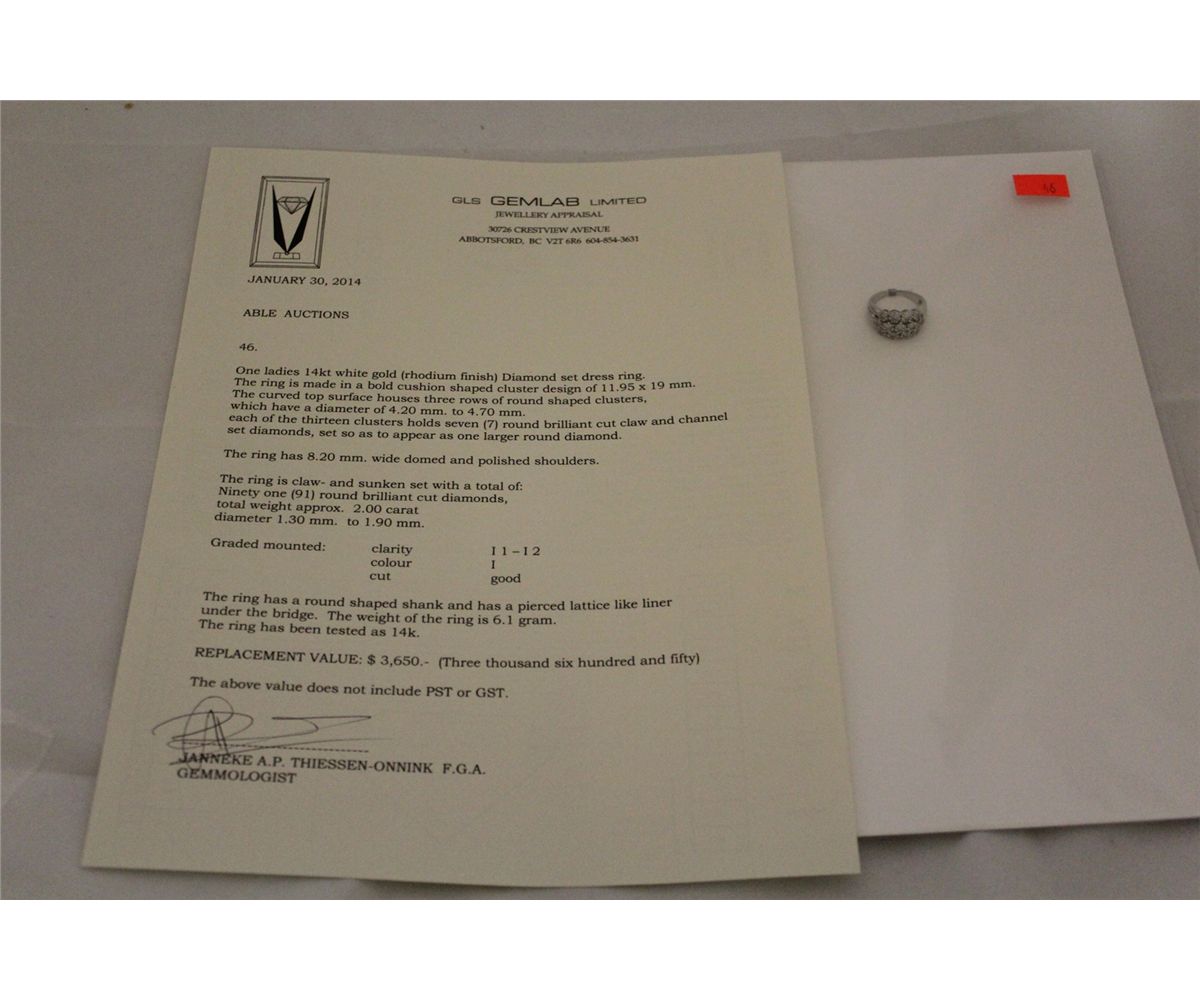 GLS GEMLAB LIMITED
JEWELLERY APPRAISAL
30726 CRESTVIEW AVENUE
ABBOTSFORD, BC V2T 6R6 604-854-3631
JANUARY 30, 2014
ABLE AUCTIONS
46.
One ladies 14kt white gold (rhodium finish) Diamond set dress ring.
The ring is made in a bold cushion shaped cluster design of 11.95 x 19 mm.
The curved top surface houses three rows of round shaped clusters,
which have a diameter of 4.20 mm. to 4.70 mm.
each of the thirteen clusters holds seven (7) round brilliant cut claw and channel
set diamonds, set so as to appear as one larger round diamond.
The ring has 8.20 mm. wide domed and polished shoulders.
The ring is claw- and sunken set with a total of:
Ninety one (91) round brilliant cut diamonds,
total weight approx. 2.00 carat
diameter 1.30 mm. to 1.90 mm.
Graded mounted: clarity I 1 – I 2
colour I
cut good
The ring has a round shaped shank and has a pierced lattice like liner
under the bridge. The weight of the ring is 6.1 gram.
The ring has been tested as 14k.
REPLACEMENT VALUE: $ 3,650.- (Three thousand six hundred and fifty)
The above value does not include PST or GST.
JANNEKE A.P. THIESSEN-ONNINK F.G.A.
GEMMOLOGIST
46